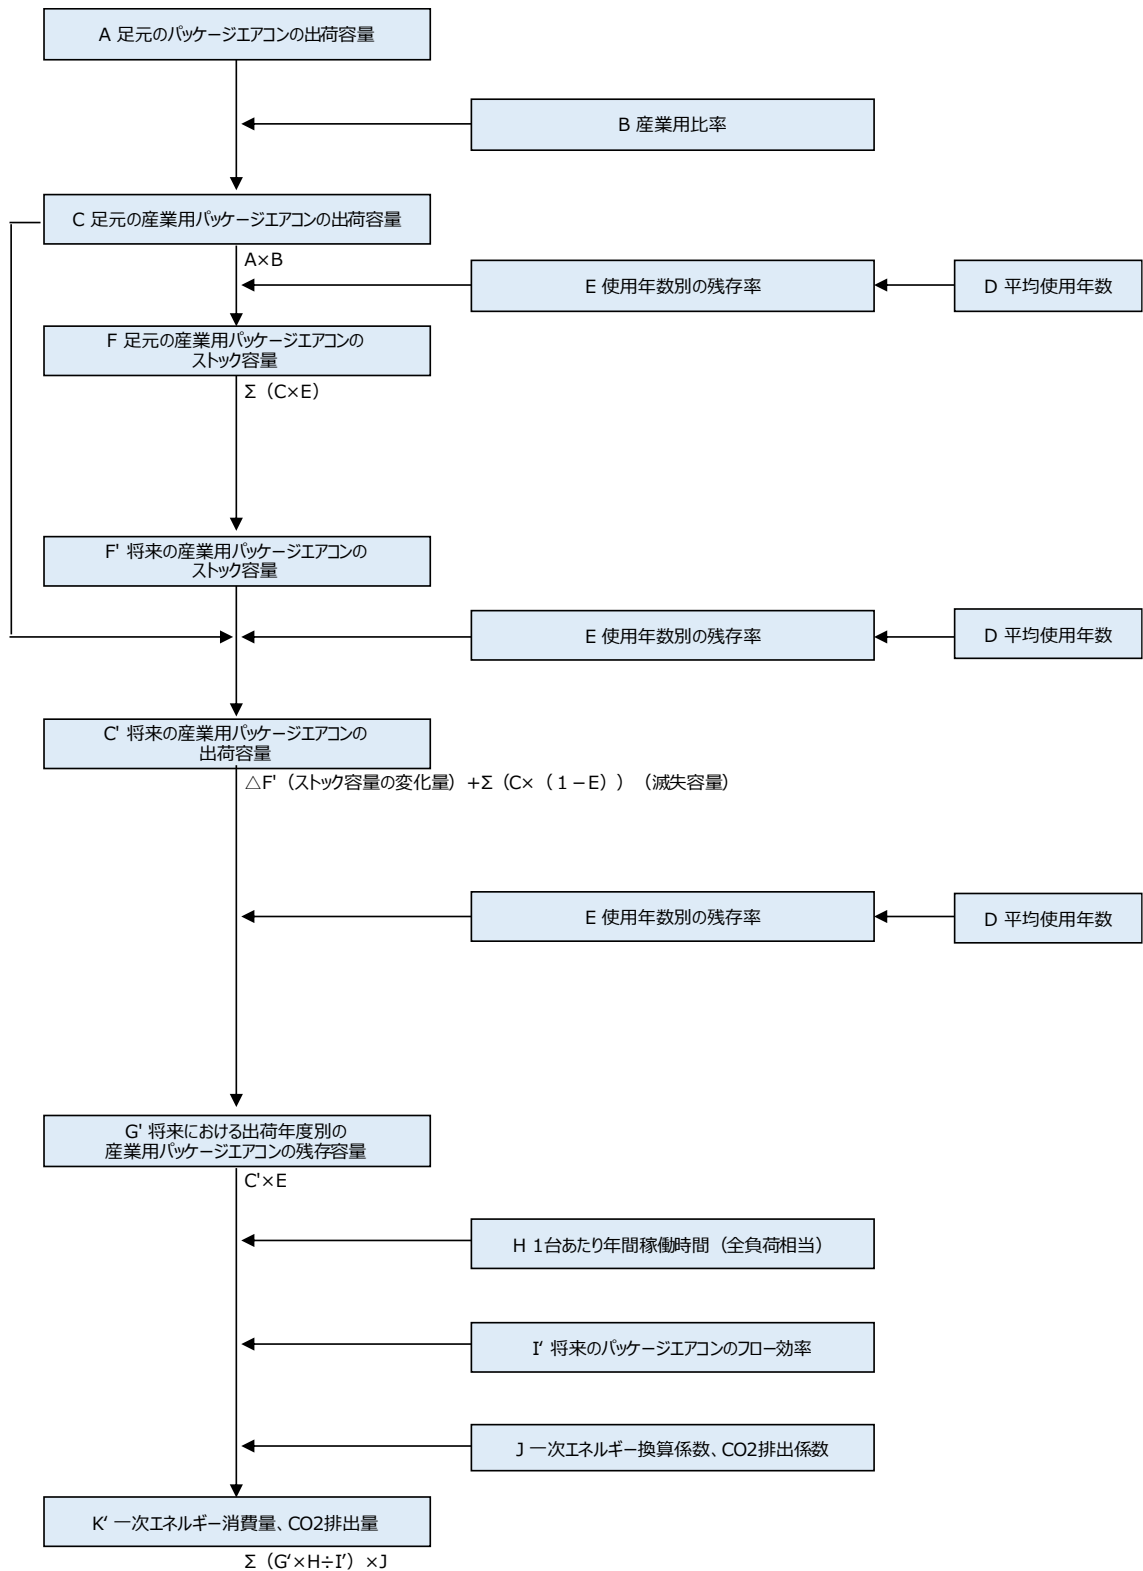 A 足元のパッケージエアコンの出荷容量
B 産業用比率
C 足元の産業用パッケージエアコンの出荷容量
A×B
E 使用年数別の残存率
D 平均使用年数
F 足元の産業用パッケージエアコンの
ストック容量
Σ（C×E）
F' 将来の産業用パッケージエアコンの
ストック容量
E 使用年数別の残存率
D 平均使用年数
C' 将来の産業用パッケージエアコンの
出荷容量
△F'（ストック容量の変化量）+Σ（C×（１－E））（滅失容量）
E 使用年数別の残存率
D 平均使用年数
G' 将来における出荷年度別の
産業用パッケージエアコンの残存容量
C'×E
H 1台あたり年間稼働時間（全負荷相当）
I‘ 将来のパッケージエアコンのフロー効率
J 一次エネルギー換算係数、CO2排出係数
K‘ 一次エネルギー消費量、CO2排出量
Σ（G‘×H÷I’）×J